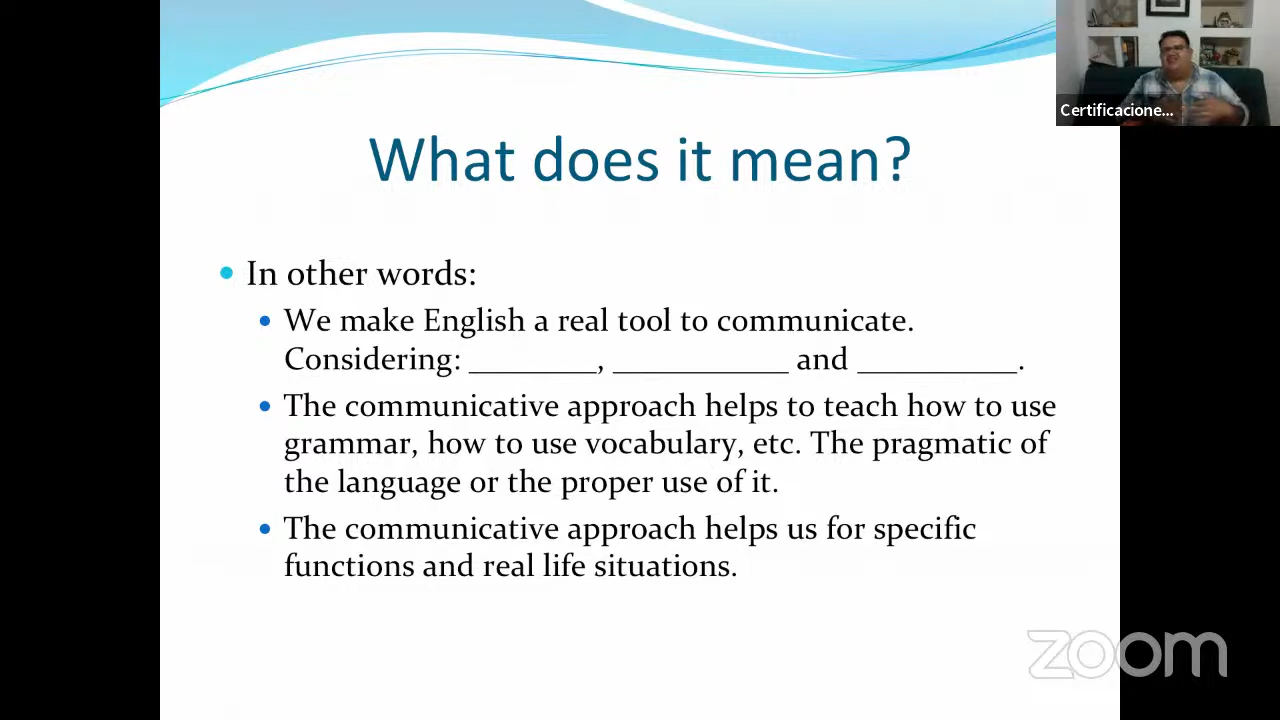 Certificacione...
What does it mean?
In other words:
We make English a real tool to communicate.
Considering: ________, ___________ and __________.
The communicative approach helps to teach how to use
grammar, how to use vocabulary, etc. The pragmatic of
the language or the proper use of it.
The communicative approach helps us for specific
functions and real life situations.
zoom